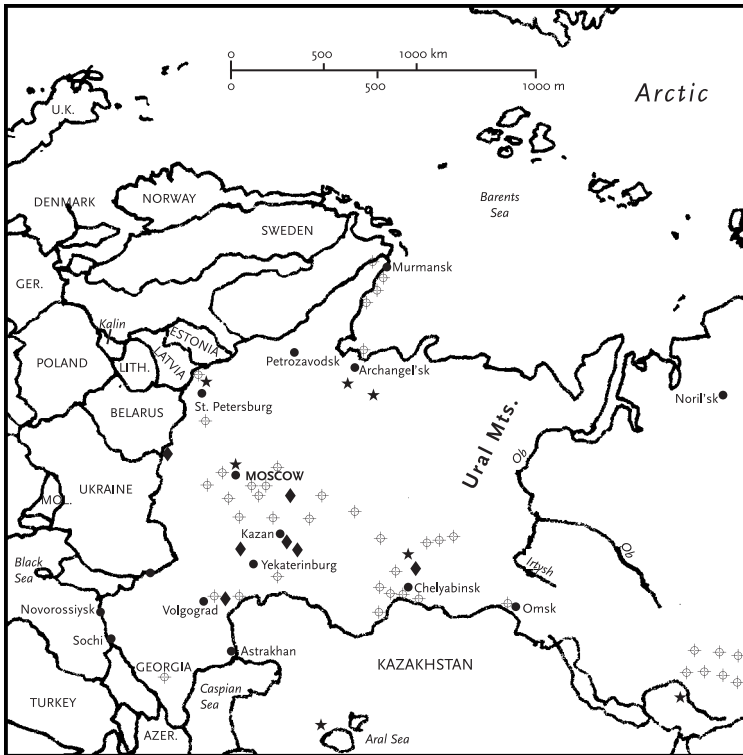 0 500 1000 km
0 500 1000 m
Arctic
U.K.
NORWAY
DENMARK
Barents
Sea
SWEDEN
Murmansk
GER.
Kalin
ESTONIA
Petrozavodsk
POLAND
LITH.
LATVIA
Archangel'sk
Noril'sk
BELARUS
St. Petersburg
Ural Mts.
Ob
MOSCOW
UKRAINE
MOL.
Kazan
Ob
Black
Sea
Yekaterinburg
Irtysh
Chelyabinsk
Novorossiysk
Volgograd
Omsk
Sochi
Astrakhan
GEORGIA
KAZAKHSTAN
Caspian
Sea
TURKEY
AZER.
Aral Sea